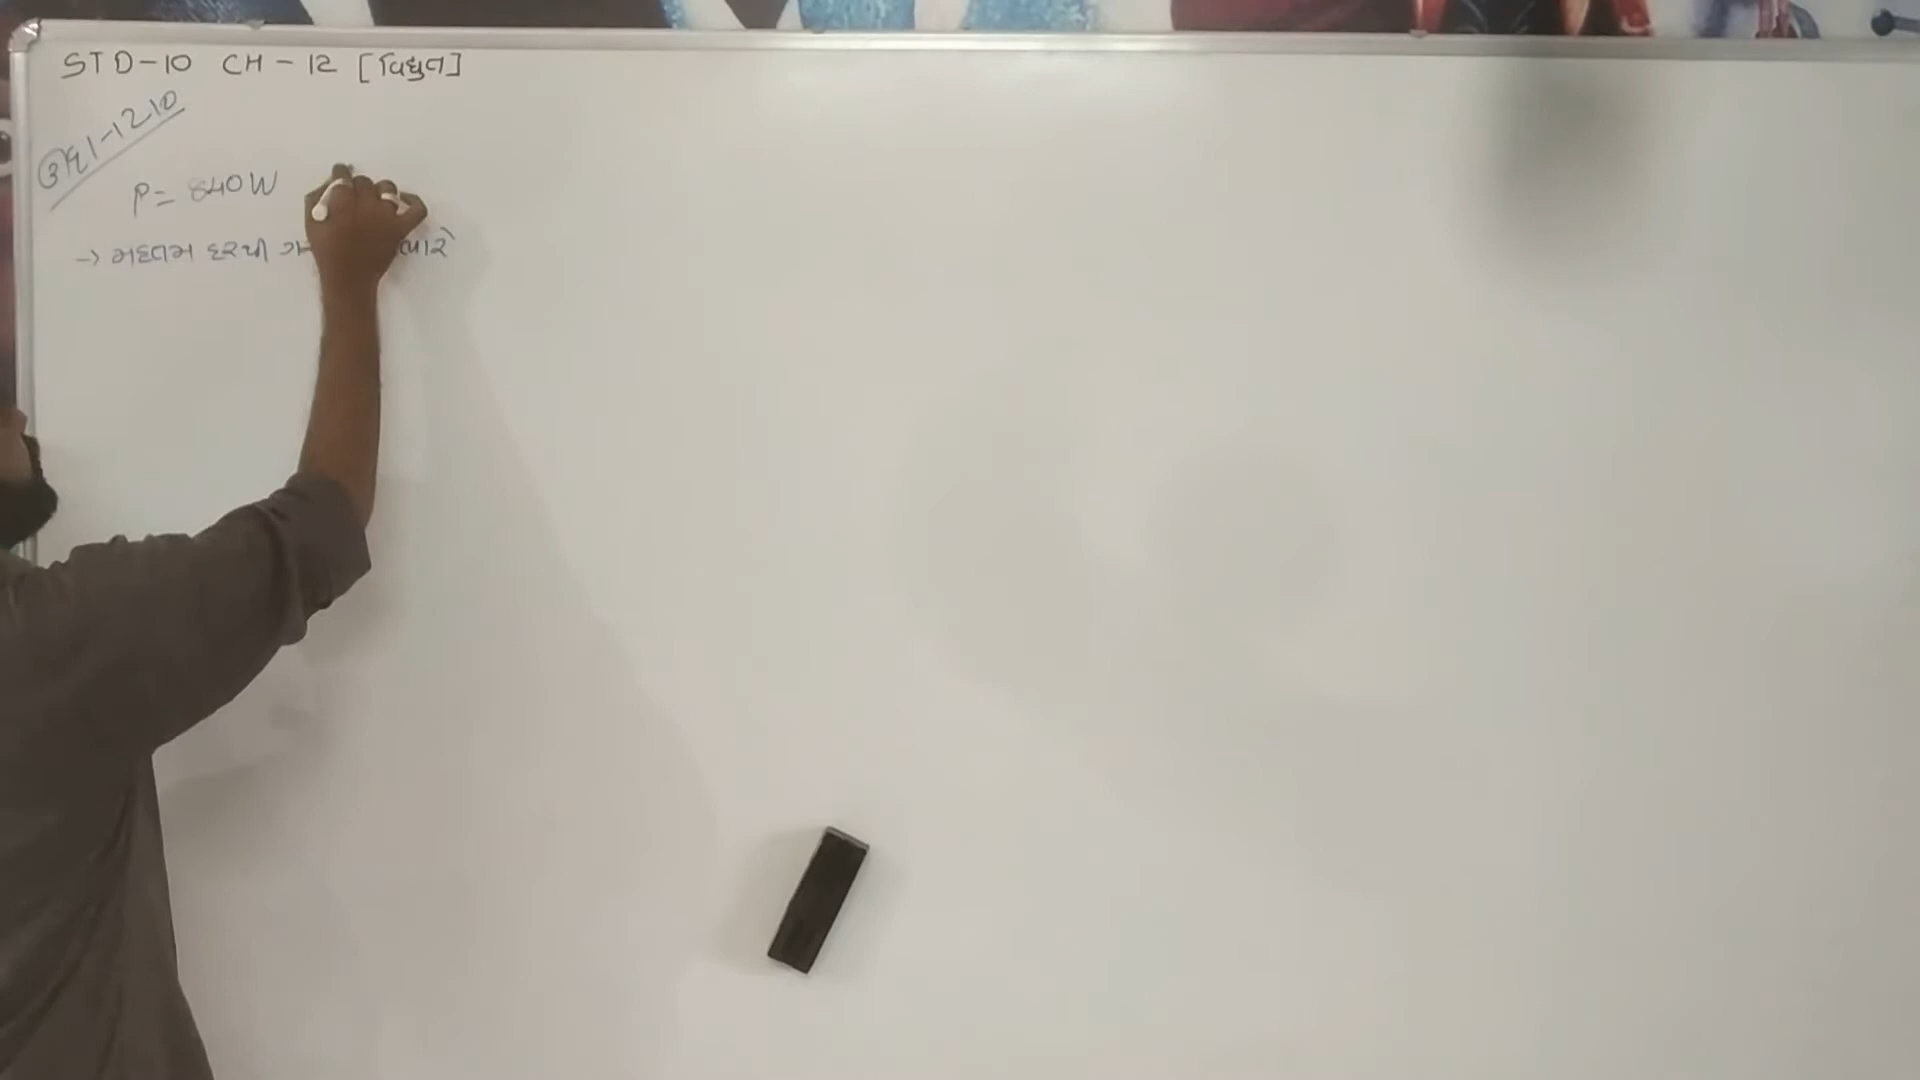 STD-10 CH-12 [વિધુત]
ઉદા-12.10
P = 840W
→ મહત્તમ દરથી